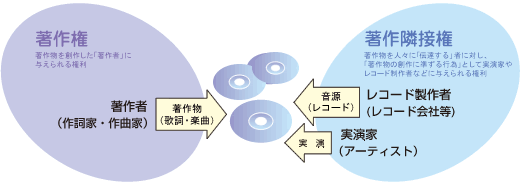 著作権
著作物を創作した「著作者」に
与えられる権利
著作者
(作詞家・作曲家)
著作物
(歌詞・楽曲)
著作隣接権
著作物を人々に「伝達する」者に対し、
「著作物の創作に準ずる行為」として実演家や
レコード制作者などに与えられる権利
音源
(レコード)
レコード製作者
(レコード会社等)
実 演
実演家
(アーティスト)